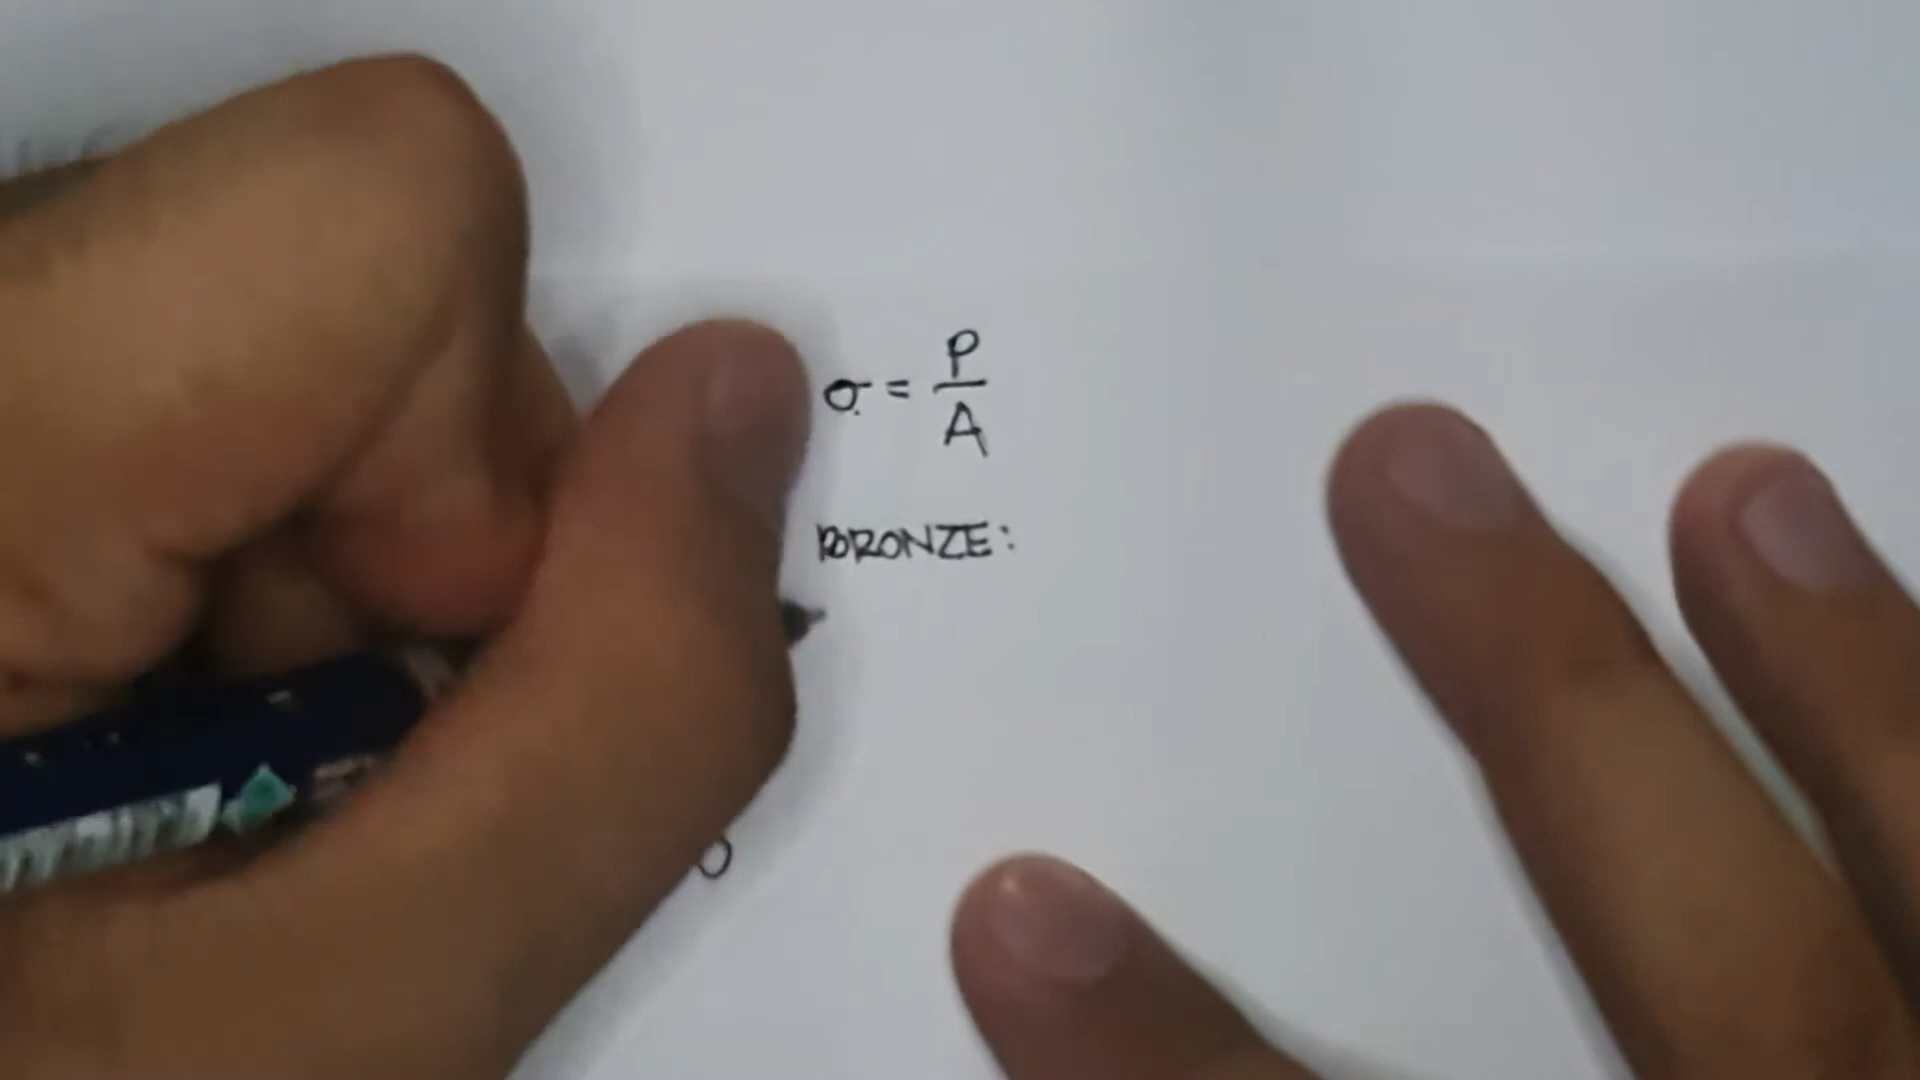 σ = P/A
BRONZE: